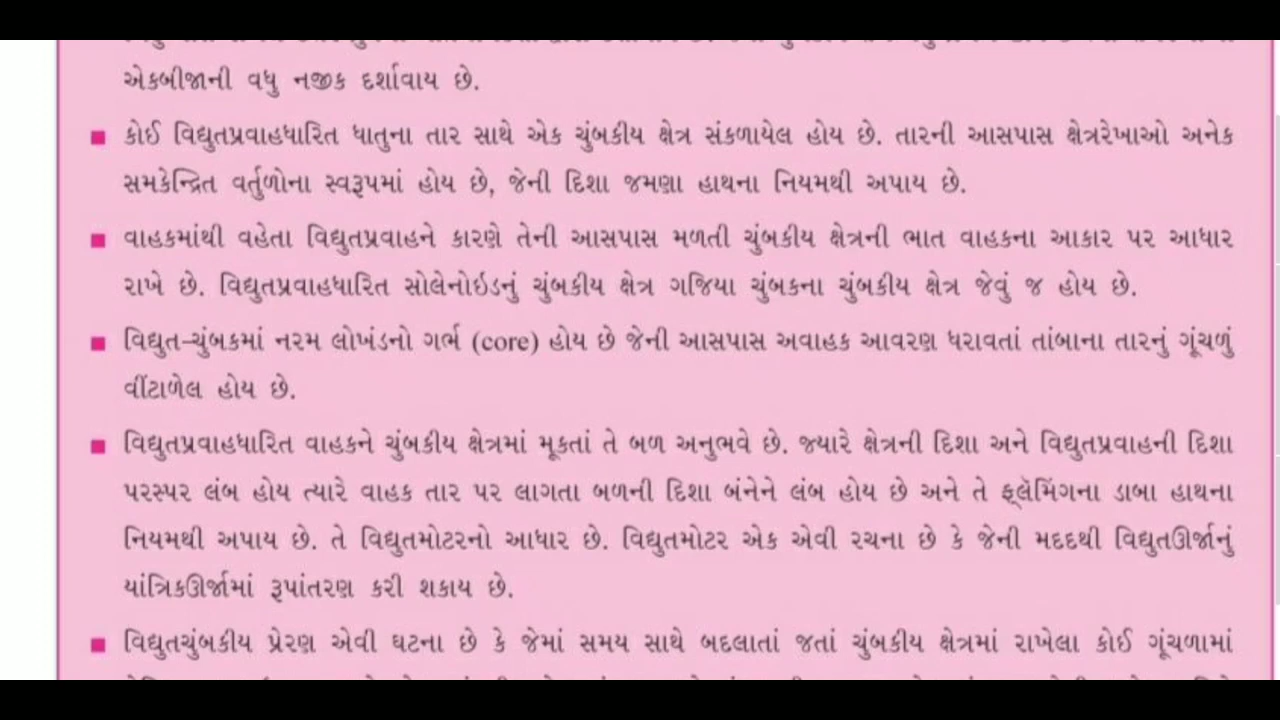 એકબીજાની વધુ નજીક દર્શાવાય છે.
■ કોઈ વિદ્યુતપ્રવાહધારિત ધાતુના તાર સાથે એક ચુંબકીય ક્ષેત્ર સંકળાયેલ હોય છે. તારની આસપાસ ક્ષેત્રરેખાઓ અનેક
સમકેન્દ્રિત વર્તુળોના સ્વરૂપમાં હોય છે, જેની દિશા જમણા હાથના નિયમથી અપાય છે.
■ વાહકમાંથી વહેતા વિદ્યુતપ્રવાહને કારણે તેની આસપાસ મળતી ચુંબકીય ક્ષેત્રની ભાત વાહકના આકાર પર આધાર
રાખે છે. વિદ્યુતપ્રવાહધારિત સોલેનોઇડનું ચુંબકીય ક્ષેત્ર ગજિયા ચુંબકના ચુંબકીય ક્ષેત્ર જેવું જ હોય છે.
■ વિદ્યુત-ચુંબકમાં નરમ લોખંડનો ગર્ભ (core) હોય છે જેની આસપાસ અવાહક આવરણ ધરાવતાં તાંબાના તારનું ગૂંચળું
વીંટાળેલ હોય છે.
■ વિદ્યુતપ્રવાહધારિત વાહકને ચુંબકીય ક્ષેત્રમાં મૂકતાં તે બળ અનુભવે છે. જ્યારે ક્ષેત્રની દિશા અને વિદ્યુતપ્રવાહની દિશા
પરસ્પર લંબ હોય ત્યારે વાહક તાર પર લાગતા બળની દિશા બંનેને લંબ હોય છે અને તે ફ્લેમિંગના ડાબા હાથના
નિયમથી અપાય છે. તે વિદ્યુતમોટરનો આધાર છે. વિદ્યુતમોટર એક એવી રચના છે કે જેની મદદથી વિદ્યુતઊર્જાનું
યાંત્રિકઊર્જામાં રૂપાંતરણ કરી શકાય છે.
■ વિદ્યુતચુંબકીય પ્રેરણ એવી ઘટના છે કે જેમાં સમય સાથે બદલાતાં જતાં ચુંબકીય ક્ષેત્રમાં રાખેલા કોઈ ગૂંચળામાં